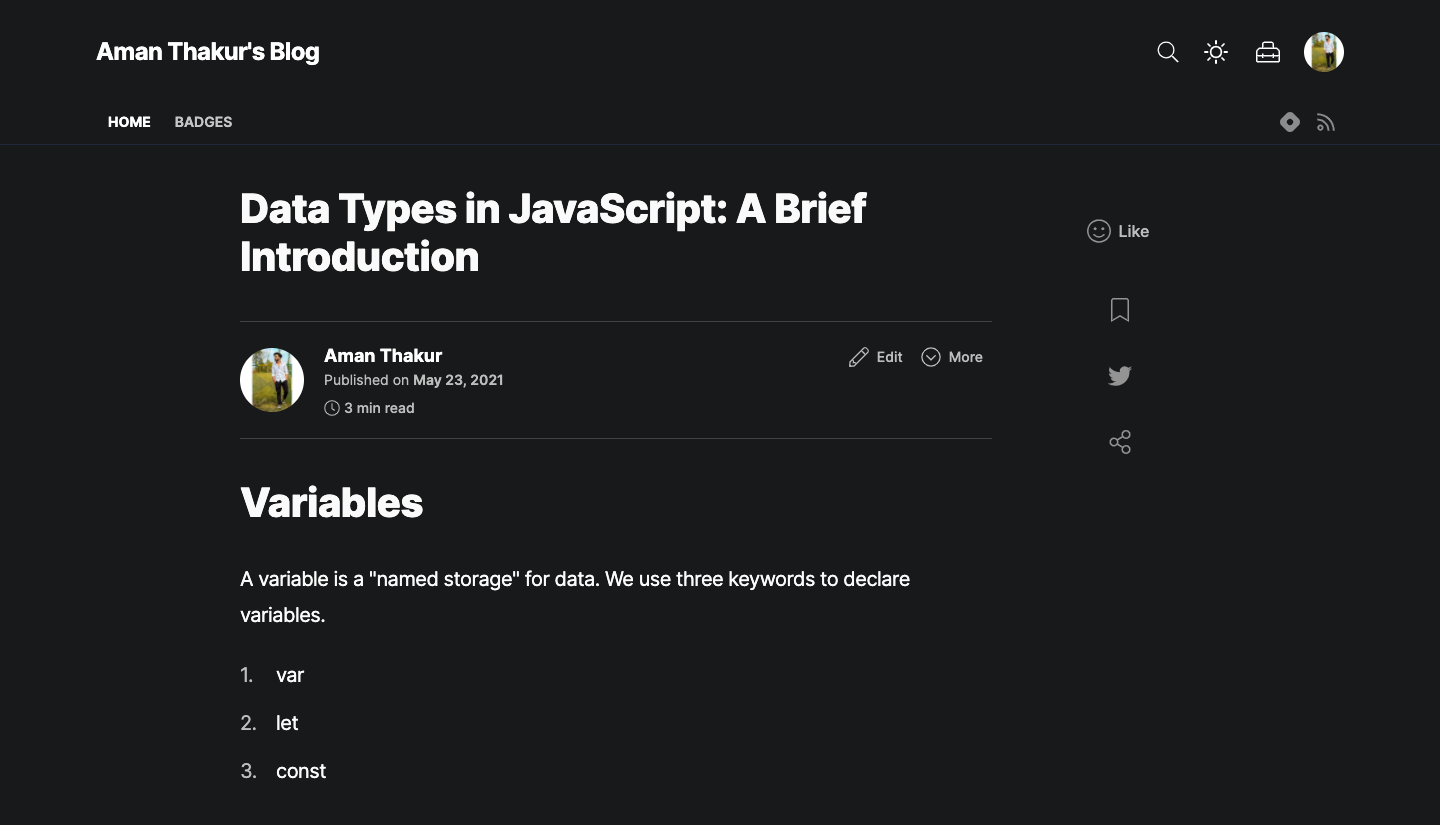 Aman Thakur's Blog
HOME BADGES
Data Types in JavaScript: A Brief
Introduction
Like
Aman Thakur
Edit More
Published on May 23, 2021
3 min read
Variables
A variable is a "named storage" for data. We use three keywords to declare
variables.
1. var
2. let
3. const